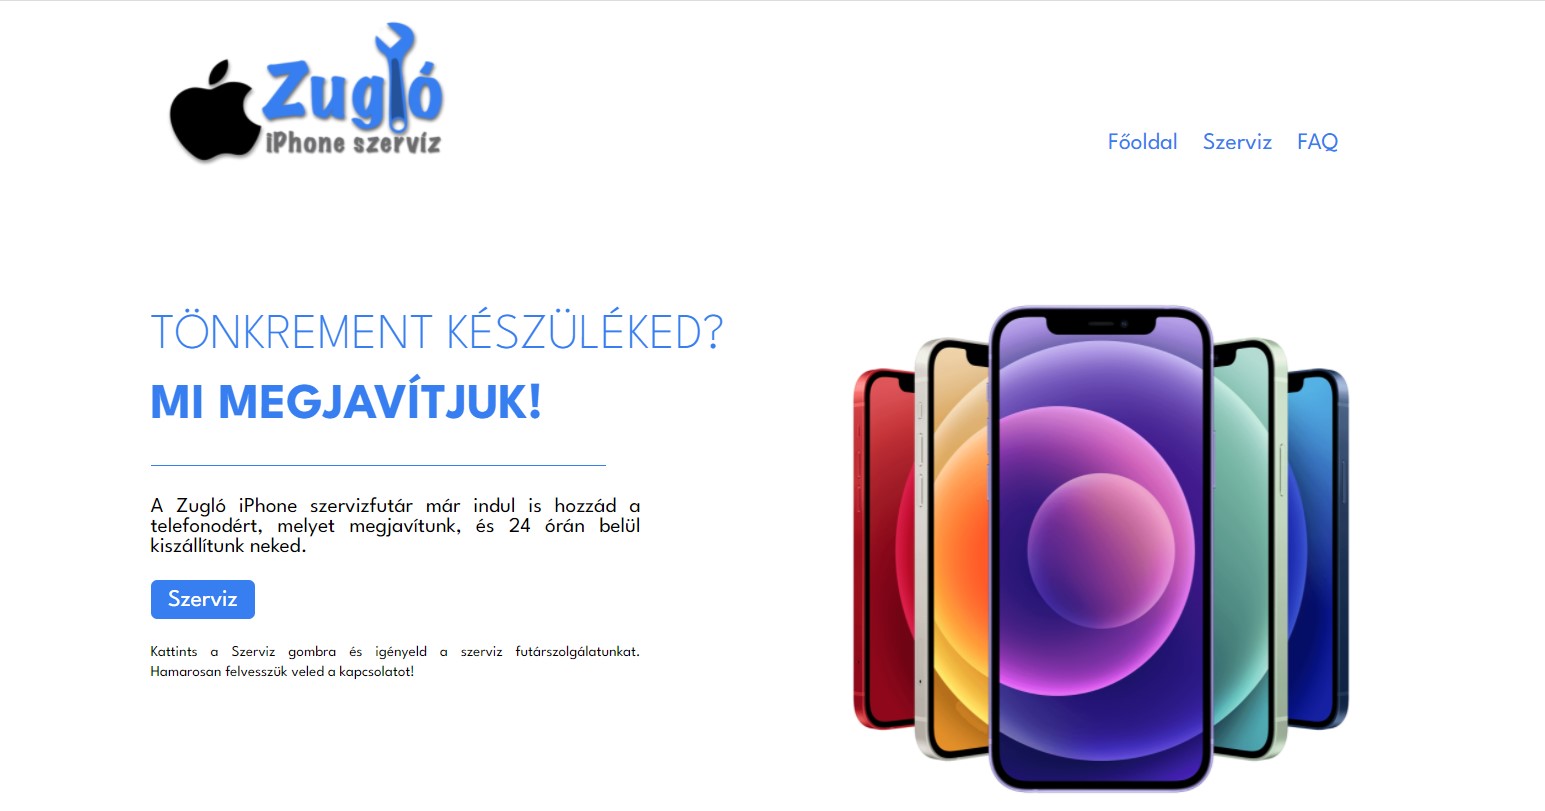 Zugló
iPhone szervíz
Főoldal Szerviz FAQ
TÖNKREMENT KÉSZÜLÉKED?
MI MEGJAVÍTJUK!
A Zugló iPhone szervizfutár már indul is hozzád a
telefonodért, melyet megjavítunk, és 24 órán belül
kiszállítunk neked.
Szerviz
Kattints a Szerviz gombra és igényeld a szerviz futárszolgálatunkat.
Hamarosan felvesszük veled a kapcsolatot!